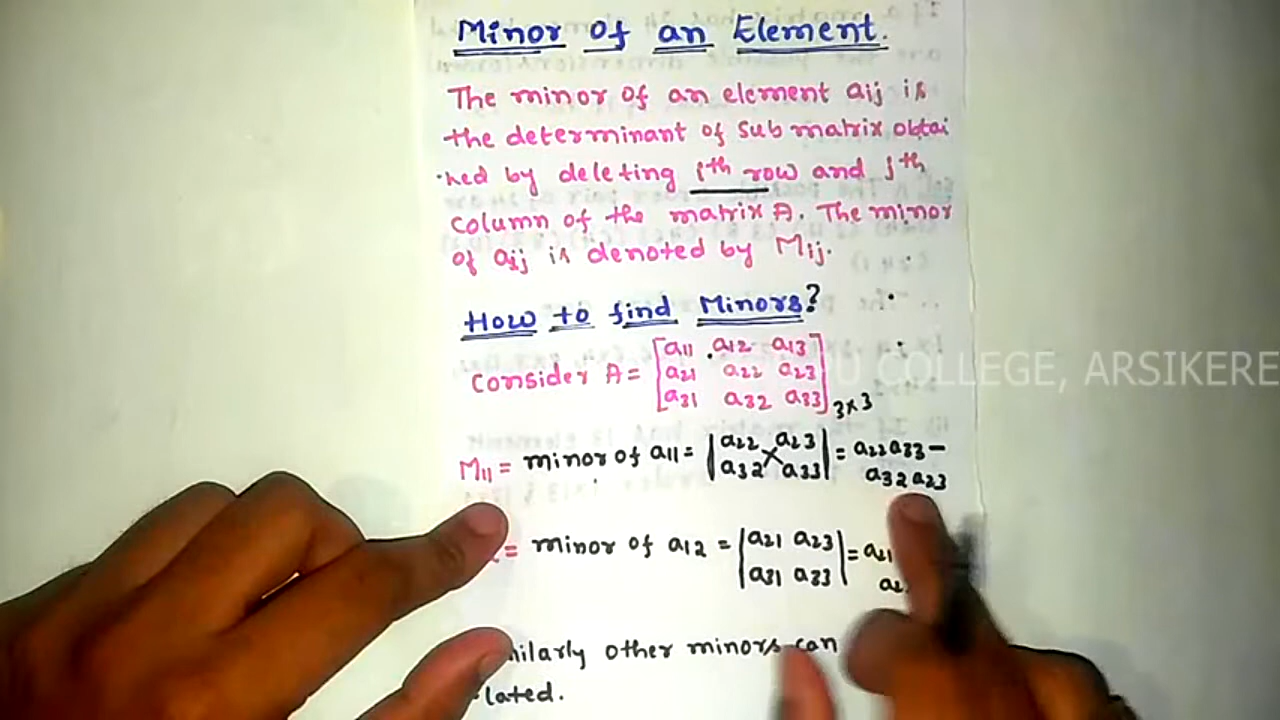 Minor of an Element.
The minor of an element aij is
the determinant of sub matrix obtai
-ned by deleting ith row and jth
column of the matrix A. The minor
of aij is denoted by Mij.
How to find Minors?
Consider A = [a11 a12 a13
a21 a22 a23
a31 a32 a33] 3x3
U COLLEGE, ARSIKERE
M11 = minor of a11 = |a22 a23
a32 a33| = a22a33 -
a32a23
= minor of a12 = |a21 a23
a31 a33| = a21
other minors can
lated.